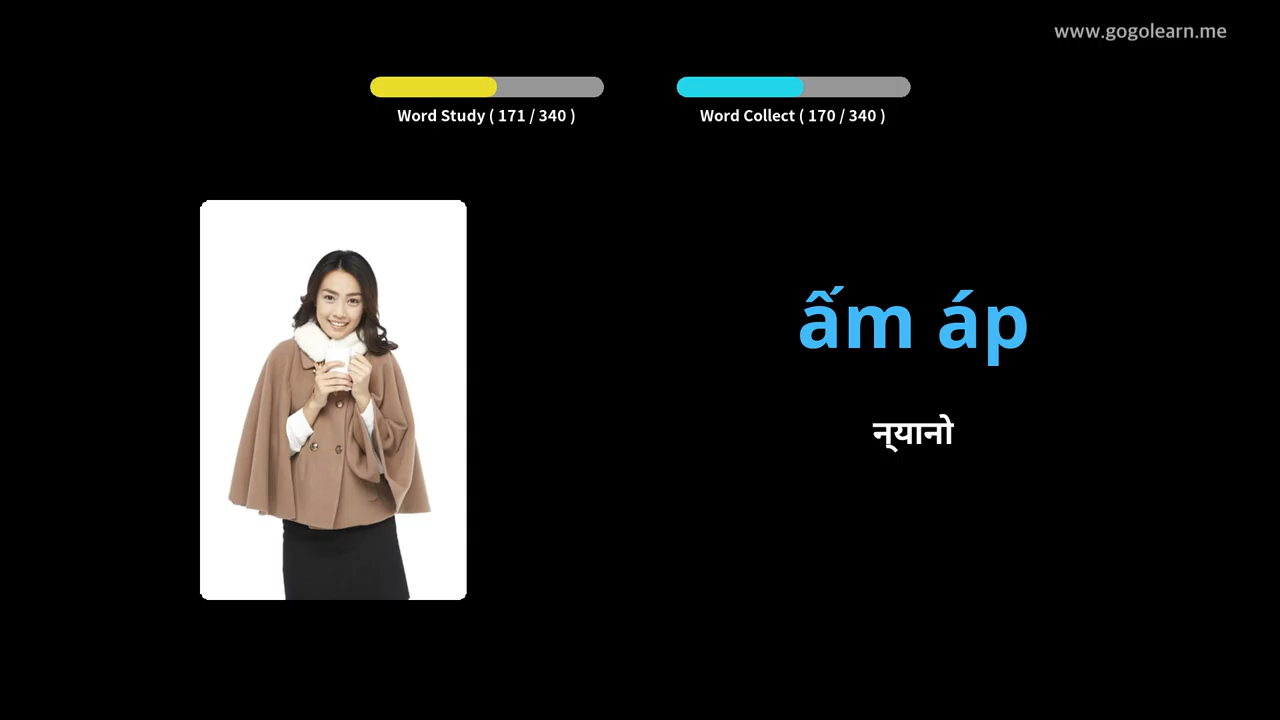 www.gogolearn.me
Word Study ( 171 / 340 )
Word Collect ( 170 / 340 )
ấm áp
न्यानो